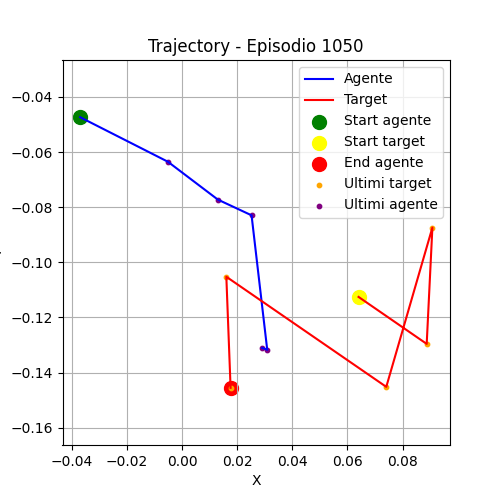 Trajectory - Episodio 1050
Agente
Target
Start agente
Start target
End agente
Ultimi target
Ultimi agente
−0.04
−0.06
−0.08
−0.10
−0.12
−0.14
−0.16
−0.04 −0.02 0.00 0.02 0.04 0.06 0.08
X